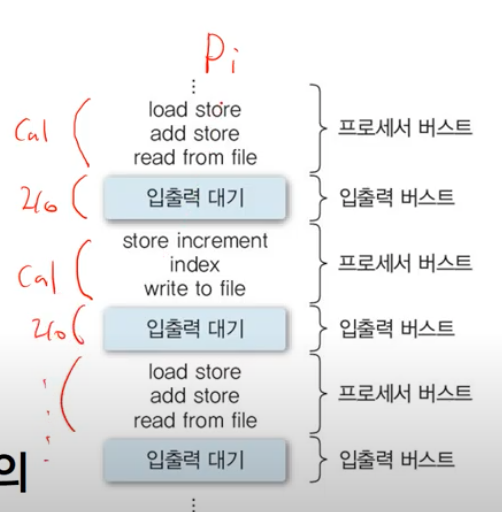 Pi
⋮
load store
add store
read from file
프로세서 버스트
Cal
입출력 대기
입출력 버스트
I/o
store increment
index
write to file
프로세서 버스트
Cal
입출력 대기
입출력 버스트
I/o
load store
add store
read from file
프로세서 버스트
입출력 대기
입출력 버스트
의
⋮